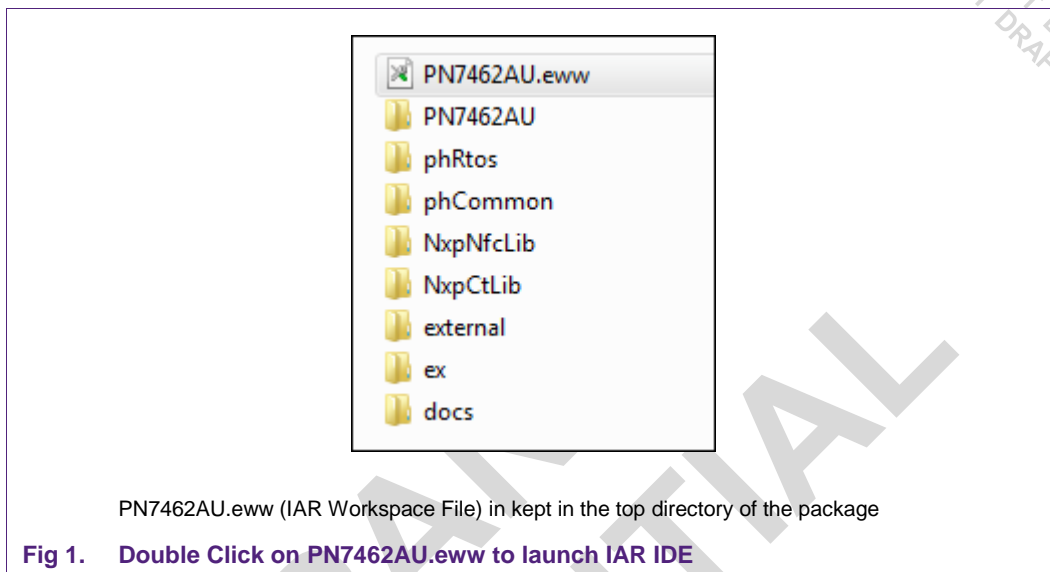 DRAF
PN7462AU.eww
PN7462AU
phRtos
phCommon
NxpNfcLib
NxpCtLib
external
ex
docs
PN7462AU.eww (IAR Workspace File) in kept in the top directory of the package
Fig 1. Double Click on PN7462AU.eww to launch IAR IDE